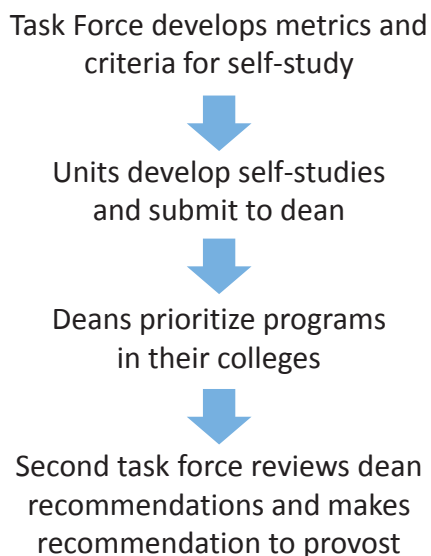 Task Force develops metrics and
criteria for self-study
Units develop self-studies
and submit to dean
Deans prioritize programs
in their colleges
Second task force reviews dean
recommendations and makes
recommendation to provost